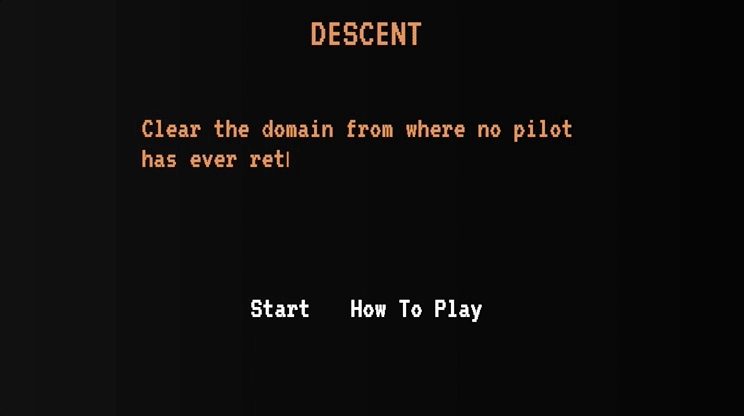 DESCENT
Clear the domain from where no pilot
has ever ret
Start How To Play